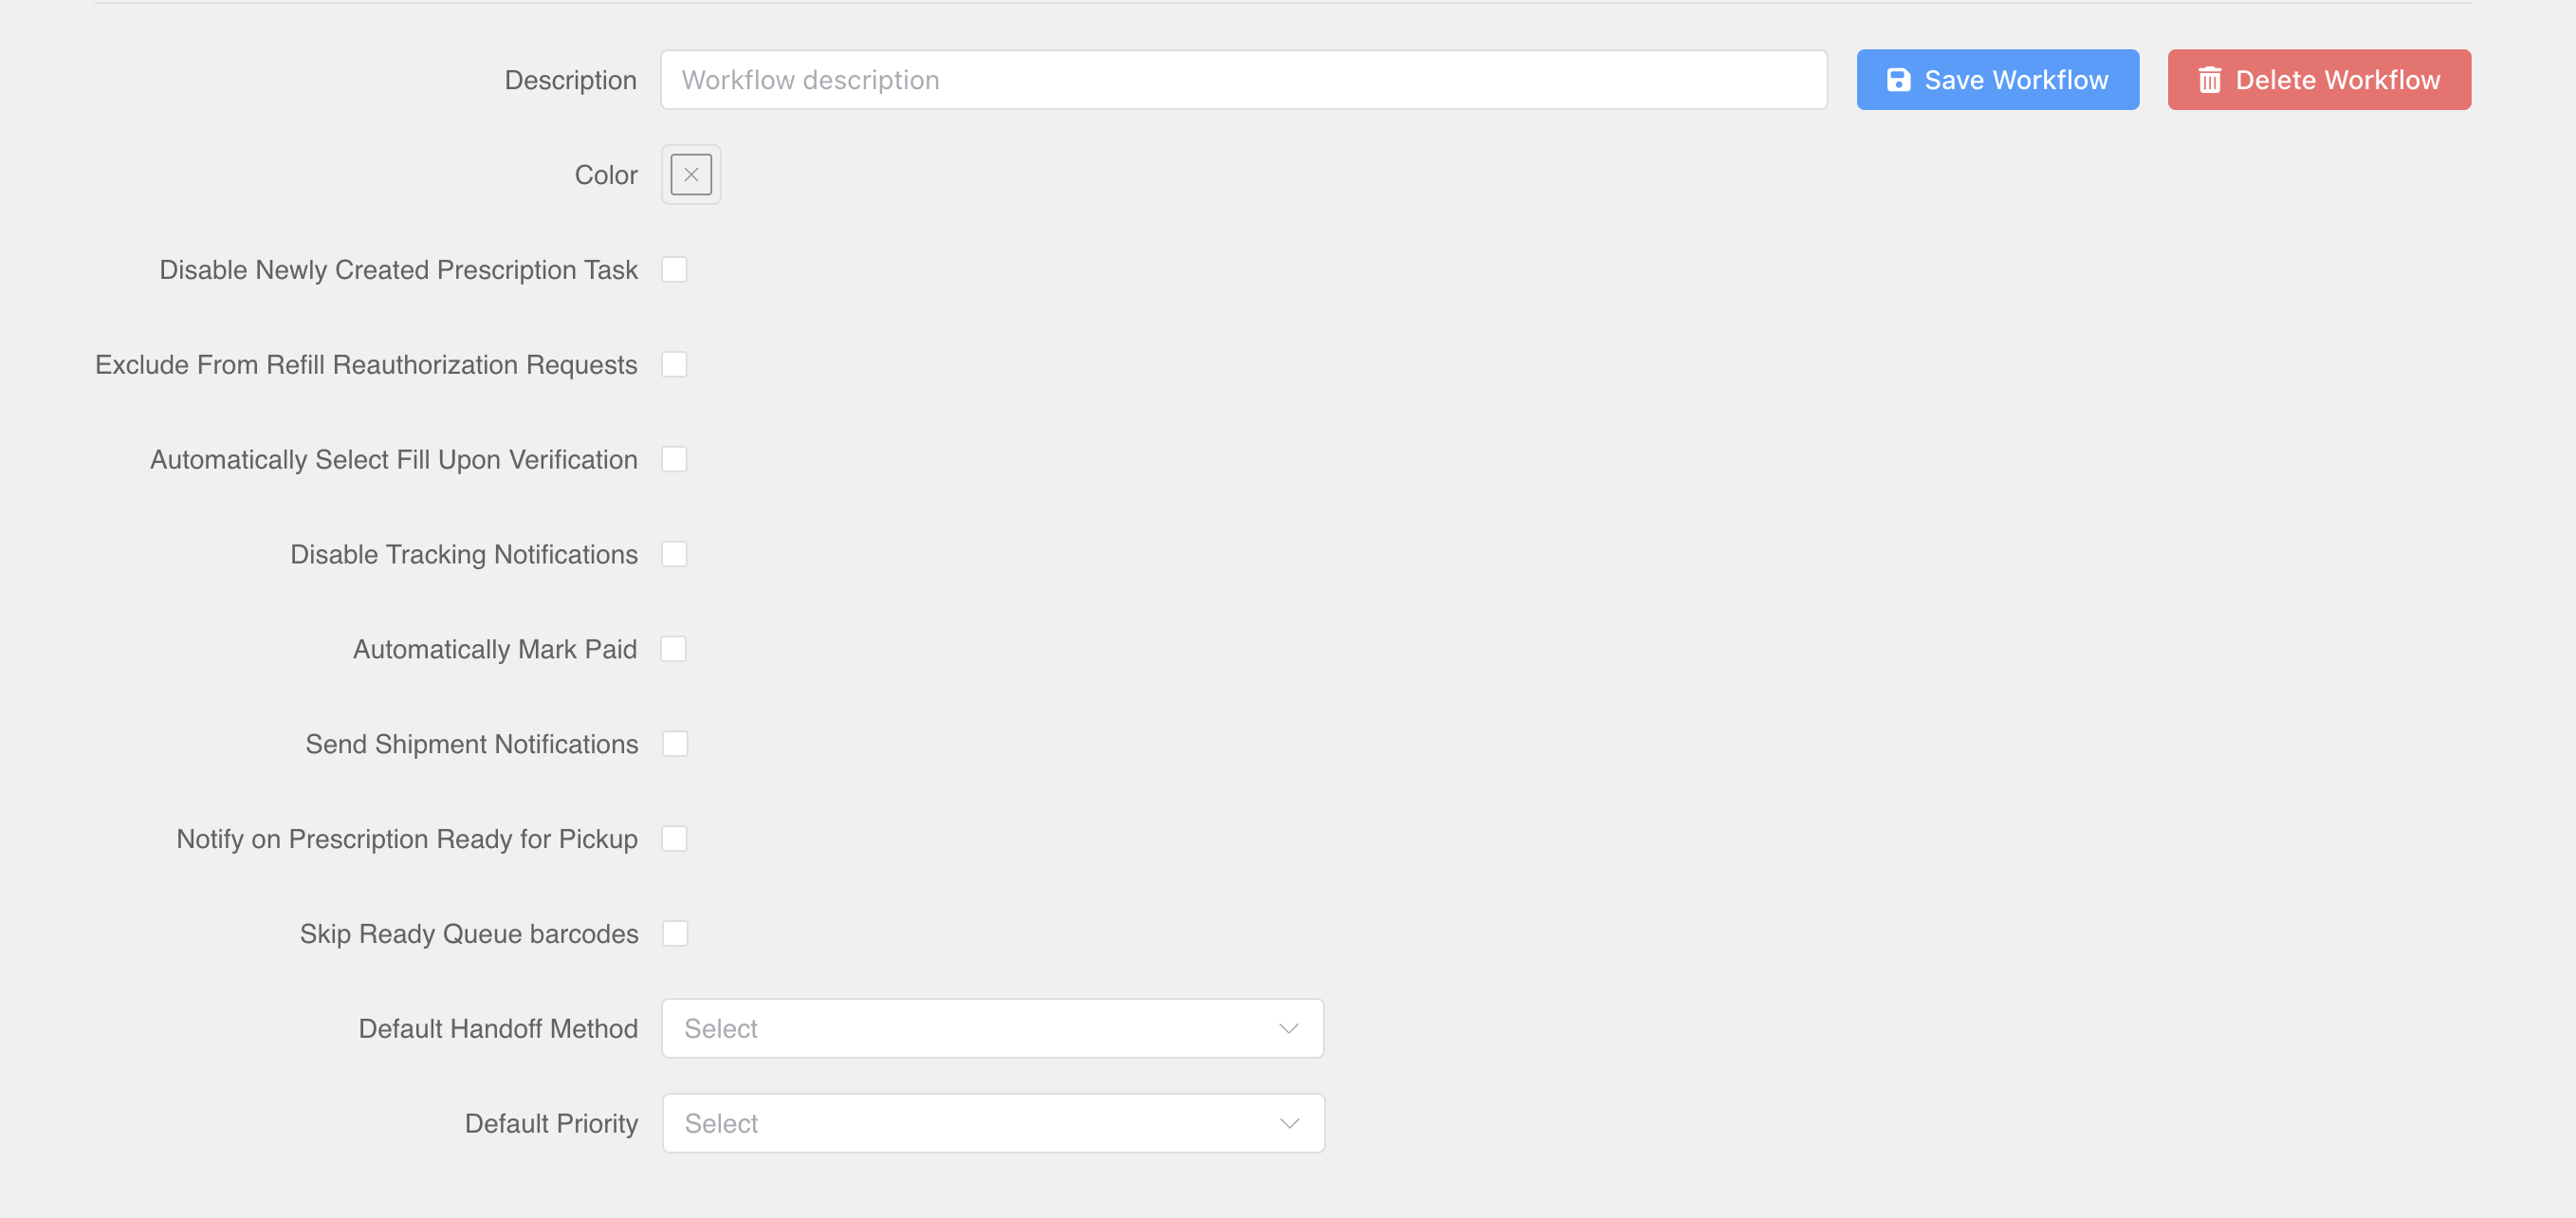 Description Workflow description Save Workflow Delete Workflow
Color
Disable Newly Created Prescription Task
Exclude From Refill Reauthorization Requests
Automatically Select Fill Upon Verification
Disable Tracking Notifications
Automatically Mark Paid
Send Shipment Notifications
Notify on Prescription Ready for Pickup
Skip Ready Queue barcodes
Default Handoff Method Select
Default Priority Select